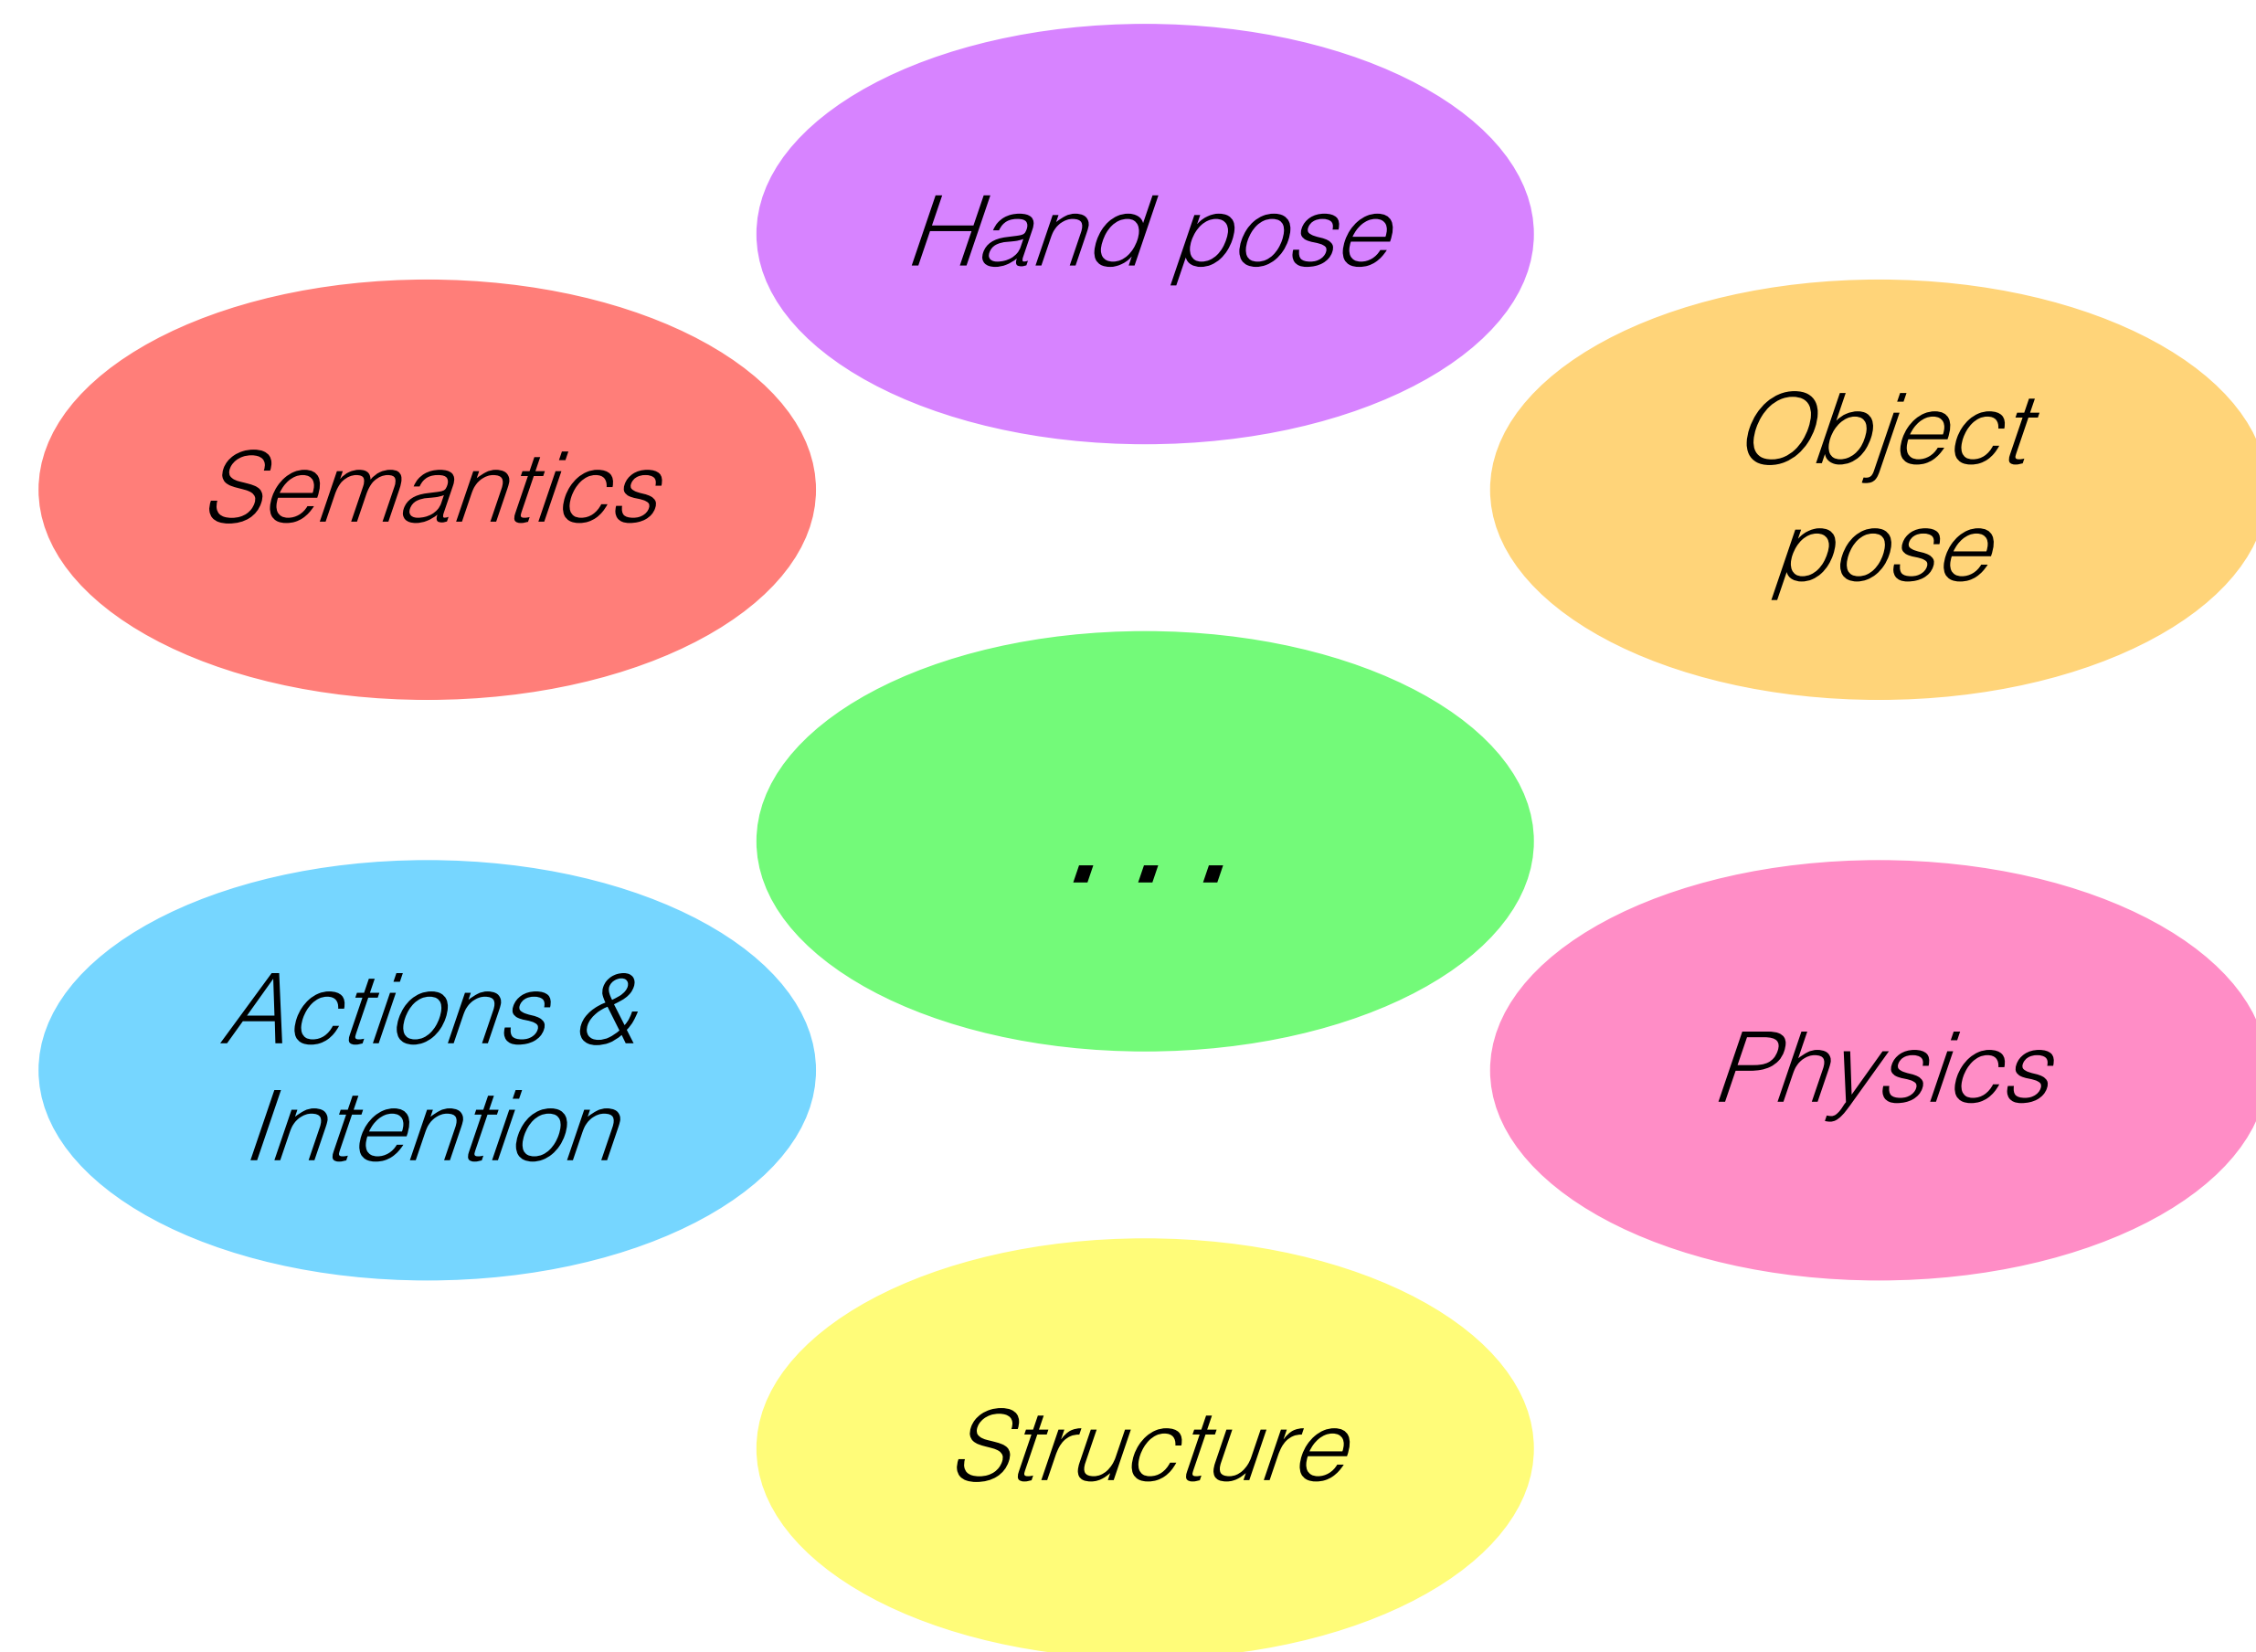 Hand pose
Semantics
Object
pose
...
Actions &
Intention
Physics
Structure